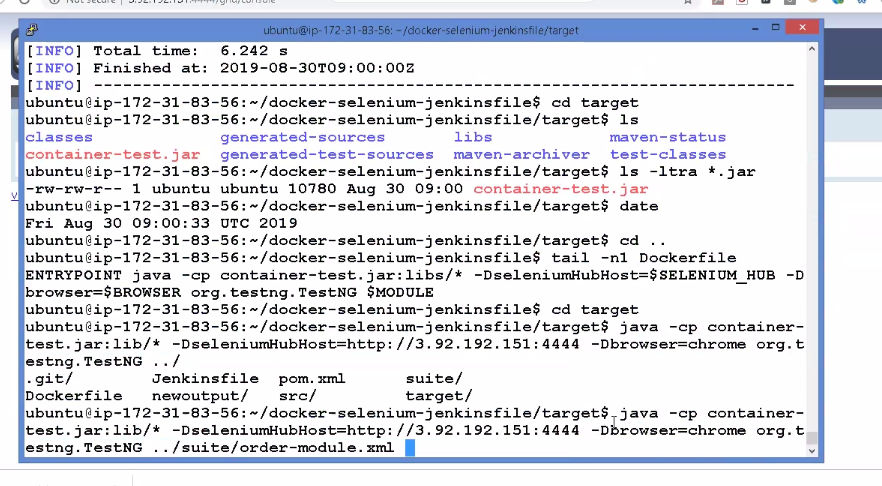 ubuntu@ip-172-31-83-56: ~/docker-selenium-jenkinsfile/target
[INFO] Total time:  6.242 s
[INFO] Finished at: 2019-08-30T09:00:00Z
[INFO] ------------------------------------------------------------------------
ubuntu@ip-172-31-83-56:~/docker-selenium-jenkinsfile$ cd target
ubuntu@ip-172-31-83-56:~/docker-selenium-jenkinsfile/target$ ls
classes             generated-sources       libs            maven-status
container-test.jar  generated-test-sources  maven-archiver  test-classes
ubuntu@ip-172-31-83-56:~/docker-selenium-jenkinsfile/target$ ls -ltra *.jar
-rw-rw-r-- 1 ubuntu ubuntu 10780 Aug 30 09:00 container-test.jar
ubuntu@ip-172-31-83-56:~/docker-selenium-jenkinsfile/target$ date
Fri Aug 30 09:00:33 UTC 2019
ubuntu@ip-172-31-83-56:~/docker-selenium-jenkinsfile/target$ cd ..
ubuntu@ip-172-31-83-56:~/docker-selenium-jenkinsfile$ tail -n1 Dockerfile
ENTRYPOINT java -cp container-test.jar:libs/* -DseleniumHubHost=$SELENIUM_HUB -D
browser=$BROWSER org.testng.TestNG $MODULE
ubuntu@ip-172-31-83-56:~/docker-selenium-jenkinsfile$ cd target
ubuntu@ip-172-31-83-56:~/docker-selenium-jenkinsfile/target$ java -cp container-
test.jar:lib/* -DseleniumHubHost=http://3.92.192.151:4444 -Dbrowser=chrome org.t
estng.TestNG ../
.git/       Jenkinsfile  pom.xml     suite/
Dockerfile  newoutput/   src/        target/
ubuntu@ip-172-31-83-56:~/docker-selenium-jenkinsfile/target$ java -cp container-
test.jar:lib/* -DseleniumHubHost=http://3.92.192.151:4444 -Dbrowser=chrome org.t
estng.TestNG ../suite/order-module.xml